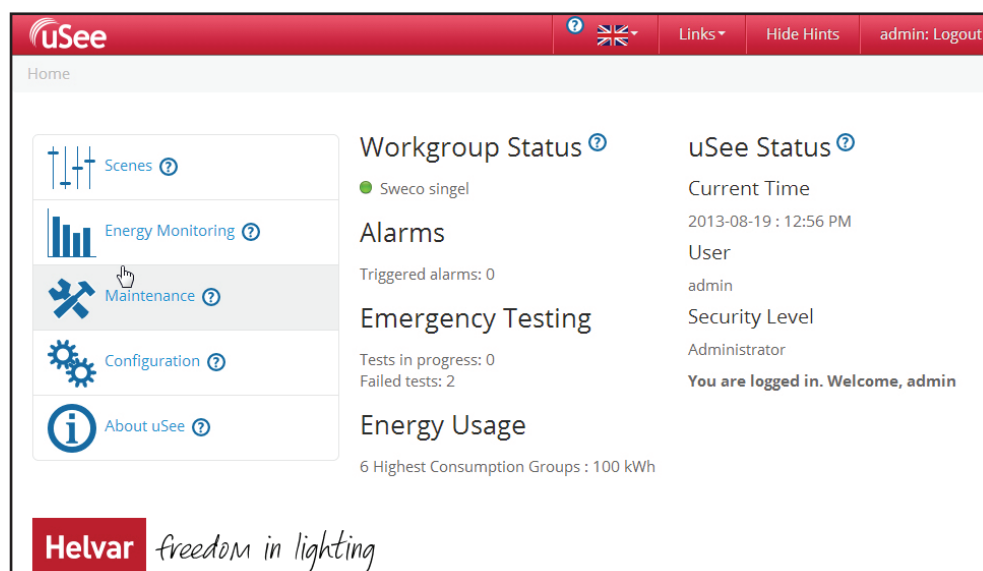 uSee
Links
Hide Hints
admin: Logout
Home
Scenes
Energy Monitoring
Maintenance
Configuration
About uSee
Workgroup Status
Sweco singel
Alarms
Triggered alarms: 0
Emergency Testing
Tests in progress: 0
Failed tests: 2
Energy Usage
6 Highest Consumption Groups : 100 kWh
uSee Status
Current Time
2013-08-19 : 12:56 PM
User
admin
Security Level
Administrator
You are logged in. Welcome, admin
Helvar freedom in lighting